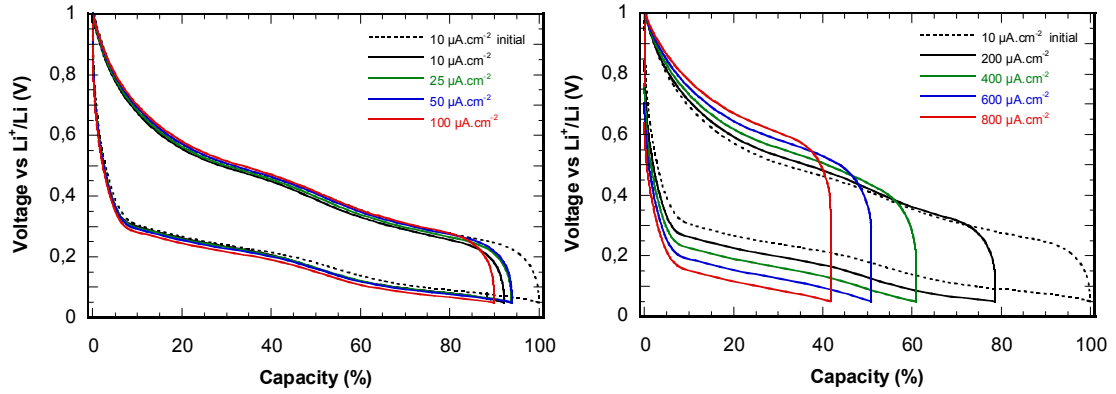 1
0,8
0,6
0,4
0,2
0
Voltage vs Li⁺/Li (V)
10 µA.cm⁻² initial
10 µA.cm⁻²
25 µA.cm⁻²
50 µA.cm⁻²
100 µA.cm⁻²
0 20 40 60 80 100
Capacity (%)
1
0,8
0,6
0,4
0,2
0
Voltage vs Li⁺/Li (V)
10 µA.cm⁻² initial
200 µA.cm⁻²
400 µA.cm⁻²
600 µA.cm⁻²
800 µA.cm⁻²
0 20 40 60 80 100
Capacity (%)